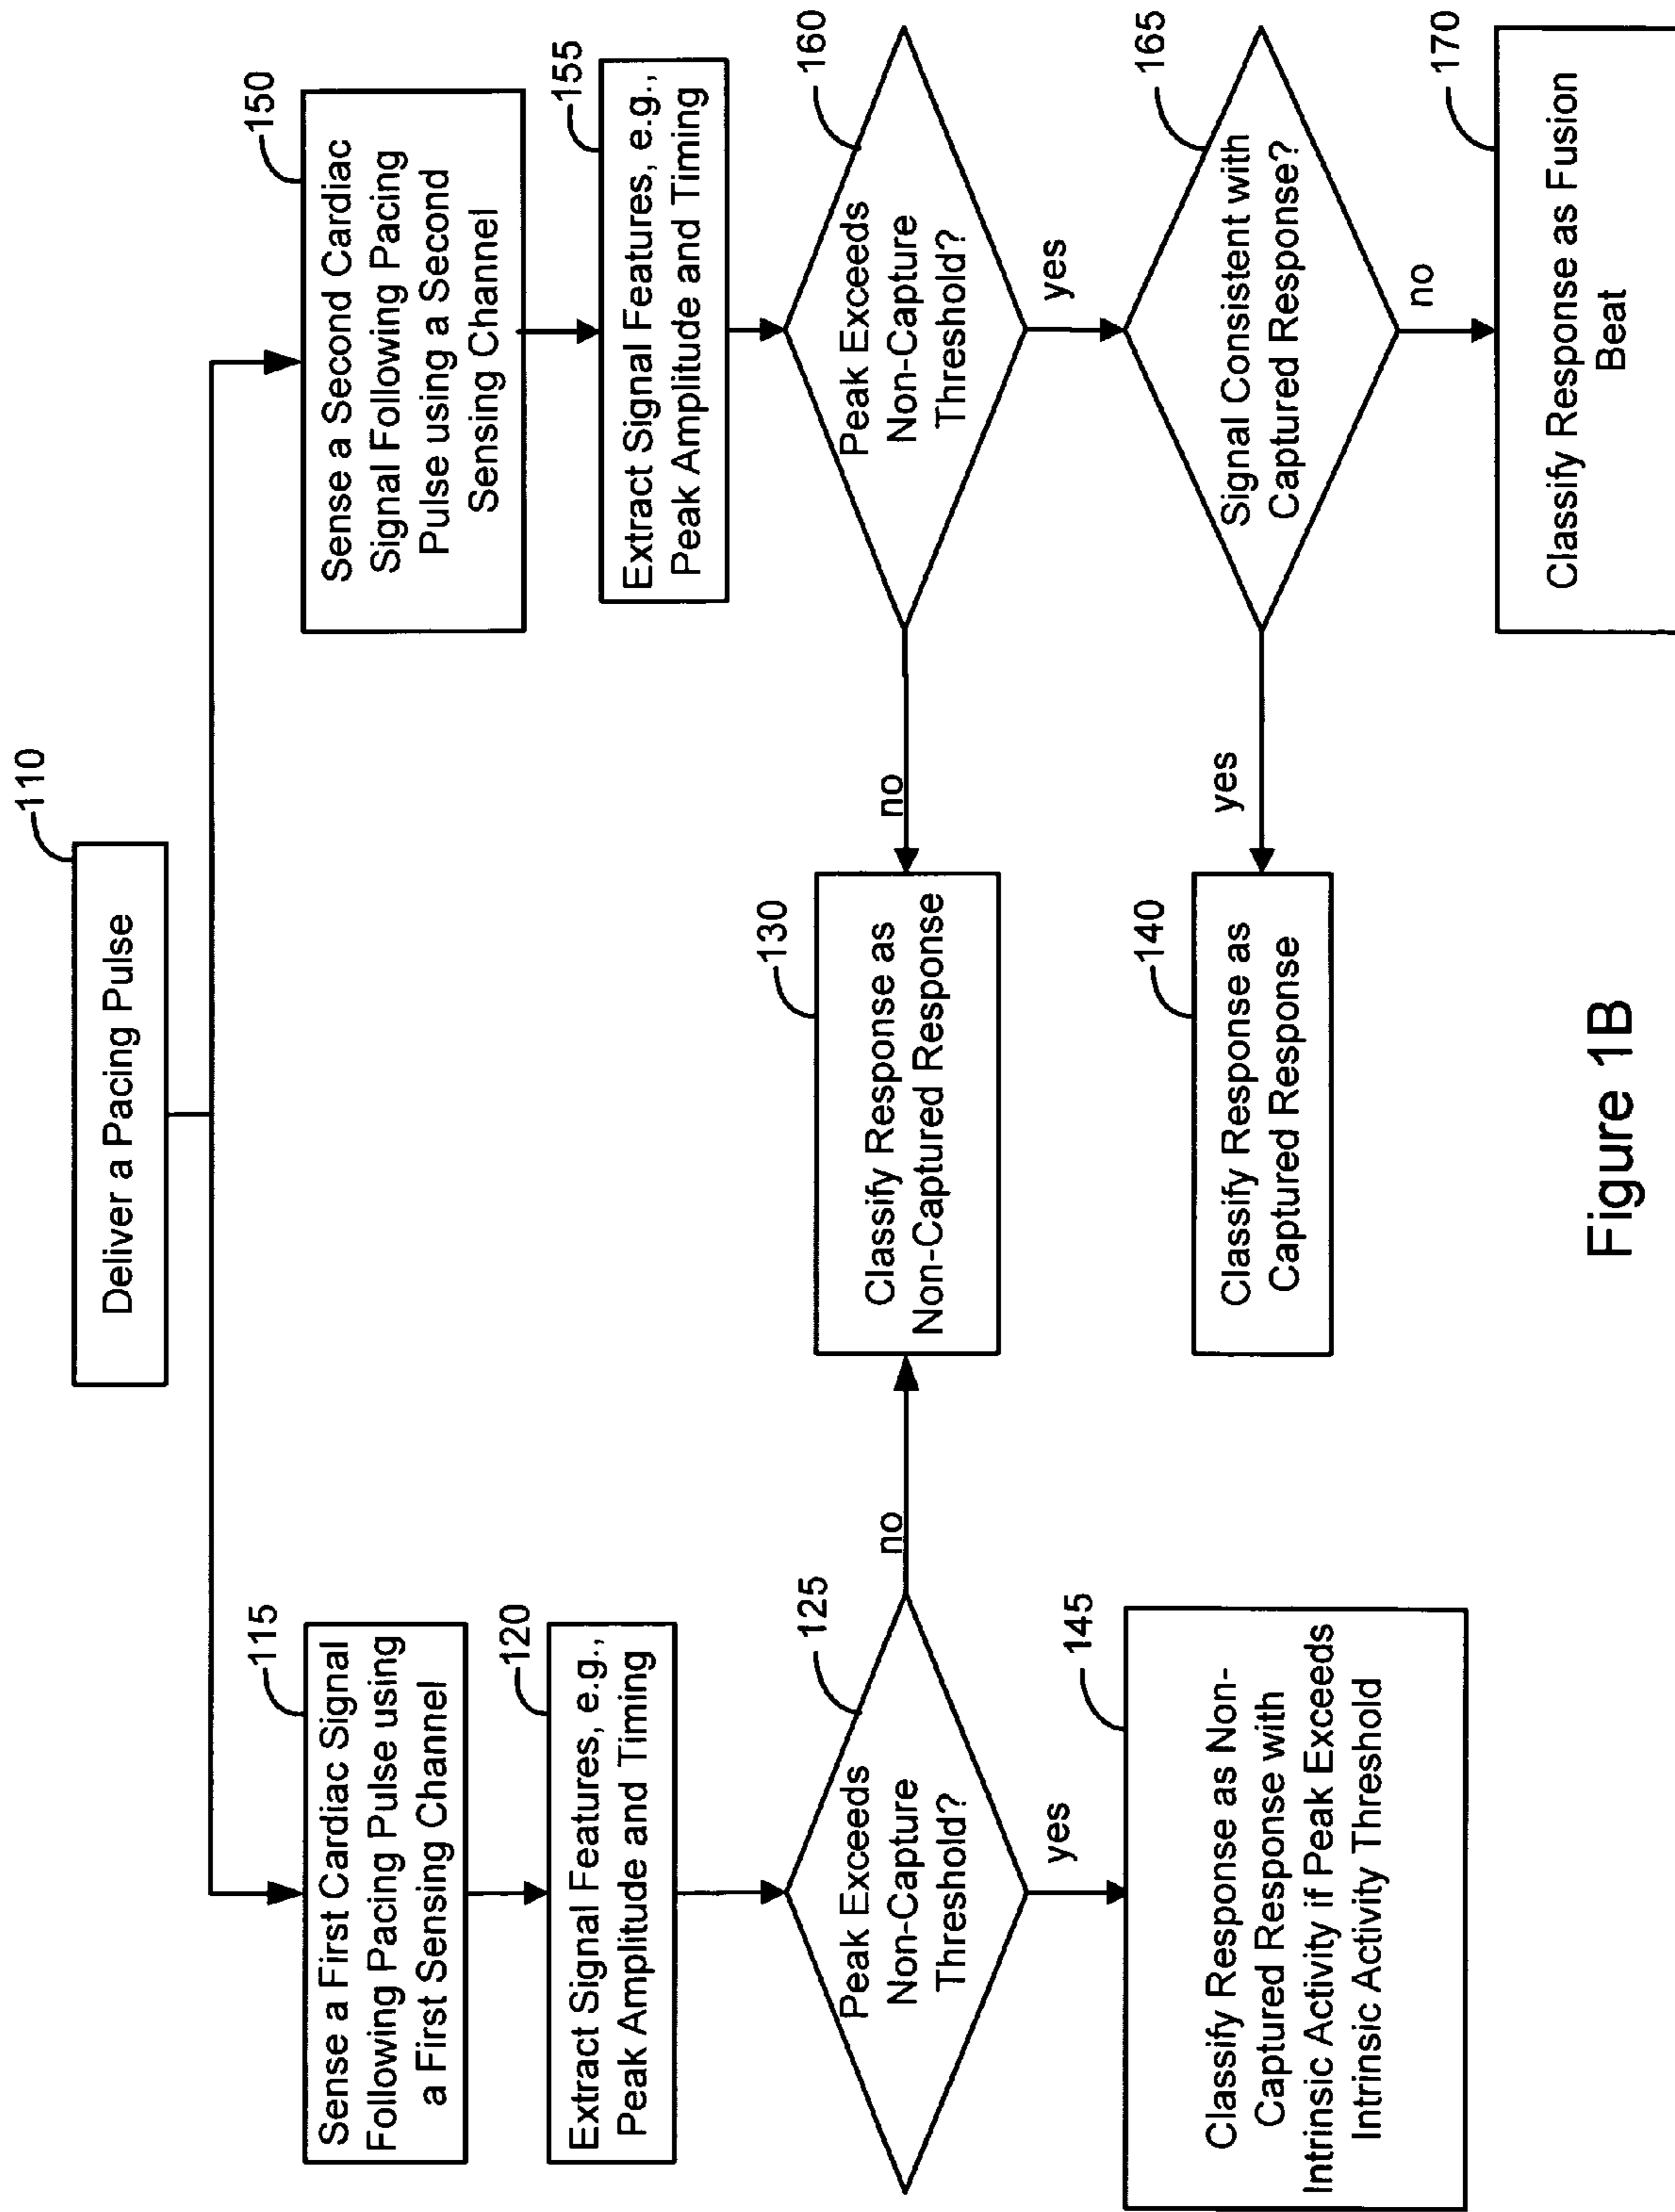 110
Deliver a Pacing Pulse
115
Sense a First Cardiac Signal
Following Pacing Pulse using
a First Sensing Channel
120
Extract Signal Features, e.g.,
Peak Amplitude and Timing
125
Peak Exceeds
Non-Capture
Threshold?
no
yes
145
Classify Response as Non-
Captured Response with
Intrinsic Activity if Peak Exceeds
Intrinsic Activity Threshold
130
Classify Response as
Non-Captured Response
140
Classify Response as
Captured Response
150
Sense a Second Cardiac
Signal Following Pacing
Pulse using a Second
Sensing Channel
155
Extract Signal Features, e.g.,
Peak Amplitude and Timing
160
Peak Exceeds
Non-Capture
Threshold?
no
yes
165
Signal Consistent with
Captured Response?
yes
no
170
Classify Response as Fusion
Beat
Figure 1B